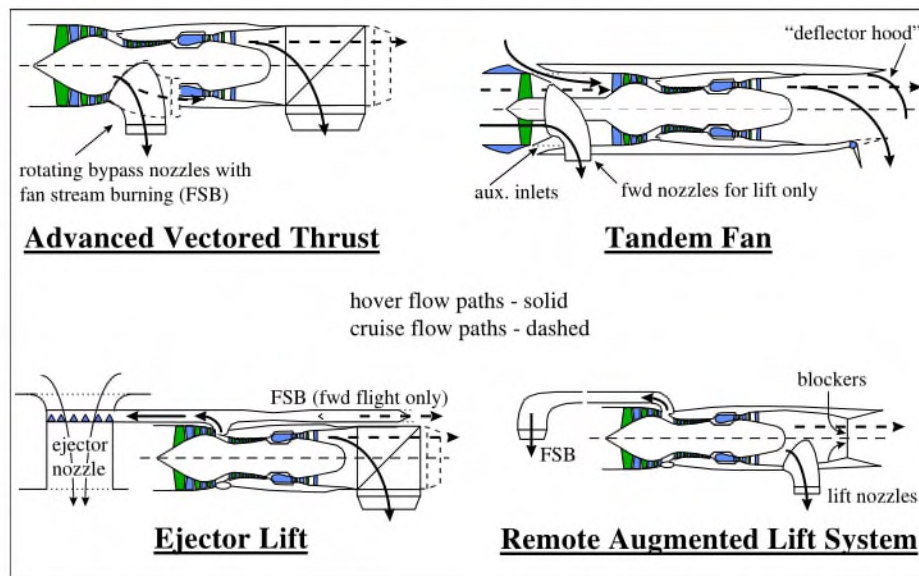 rotating bypass nozzles with
fan stream burning (FSB)
Advanced Vectored Thrust
“deflector hood”
aux. inlets
fwd nozzles for lift only
Tandem Fan
hover flow paths - solid
cruise flow paths - dashed
FSB (fwd flight only)
ejector
nozzle
Ejector Lift
blockers
FSB
lift nozzles
Remote Augmented Lift System